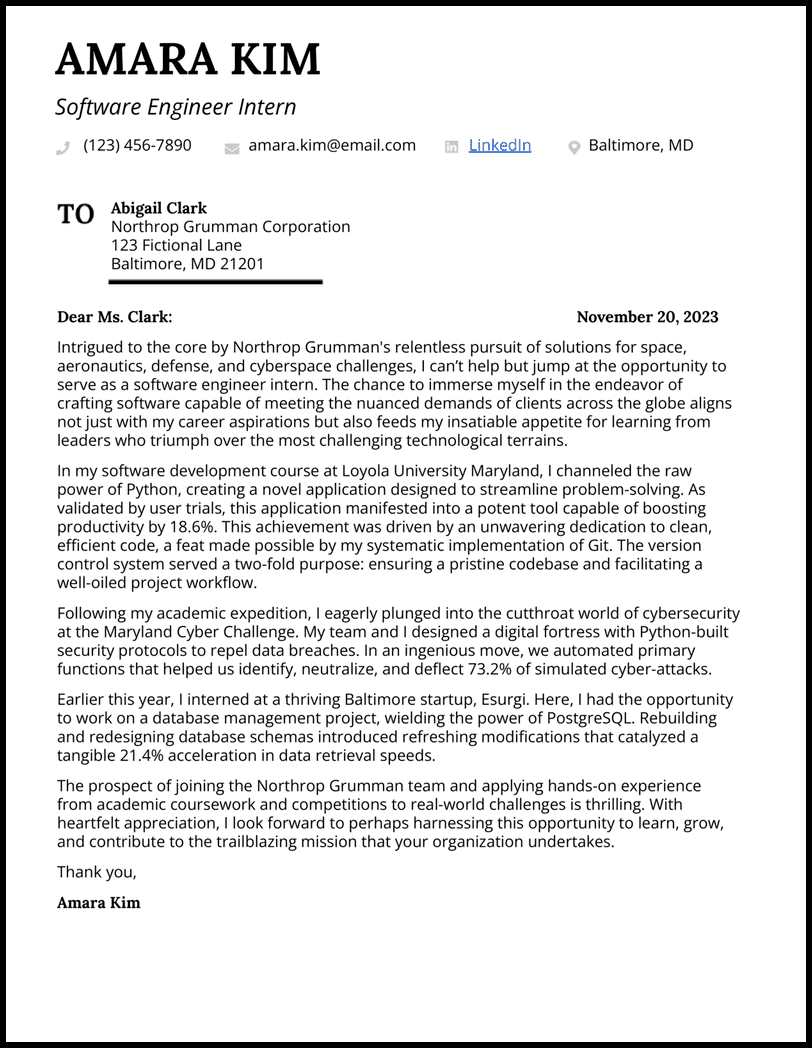 AMARA KIM
Software Engineer Intern
(123) 456-7890 amara.kim@email.com LinkedIn Baltimore, MD
TO Abigail Clark
Northrop Grumman Corporation
123 Fictional Lane
Baltimore, MD 21201
Dear Ms. Clark: November 20, 2023
Intrigued to the core by Northrop Grumman's relentless pursuit of solutions for space,
aeronautics, defense, and cyberspace challenges, I can’t help but jump at the opportunity to
serve as a software engineer intern. The chance to immerse myself in the endeavor of
crafting software capable of meeting the nuanced demands of clients across the globe aligns
not just with my career aspirations but also feeds my insatiable appetite for learning from
leaders who triumph over the most challenging technological terrains.
In my software development course at Loyola University Maryland, I channeled the raw
power of Python, creating a novel application designed to streamline problem-solving. As
validated by user trials, this application manifested into a potent tool capable of boosting
productivity by 18.6%. This achievement was driven by an unwavering dedication to clean,
efficient code, a feat made possible by my systematic implementation of Git. The version
control system served a two-fold purpose: ensuring a pristine codebase and facilitating a
well-oiled project workflow.
Following my academic expedition, I eagerly plunged into the cutthroat world of cybersecurity
at the Maryland Cyber Challenge. My team and I designed a digital fortress with Python-built
security protocols to repel data breaches. In an ingenious move, we automated primary
functions that helped us identify, neutralize, and deflect 73.2% of simulated cyber-attacks.
Earlier this year, I interned at a thriving Baltimore startup, Esurgi. Here, I had the opportunity
to work on a database management project, wielding the power of PostgreSQL. Rebuilding
and redesigning database schemas introduced refreshing modifications that catalyzed a
tangible 21.4% acceleration in data retrieval speeds.
The prospect of joining the Northrop Grumman team and applying hands-on experience
from academic coursework and competitions to real-world challenges is thrilling. With
heartfelt appreciation, I look forward to perhaps harnessing this opportunity to learn, grow,
and contribute to the trailblazing mission that your organization undertakes.
Thank you,
Amara Kim